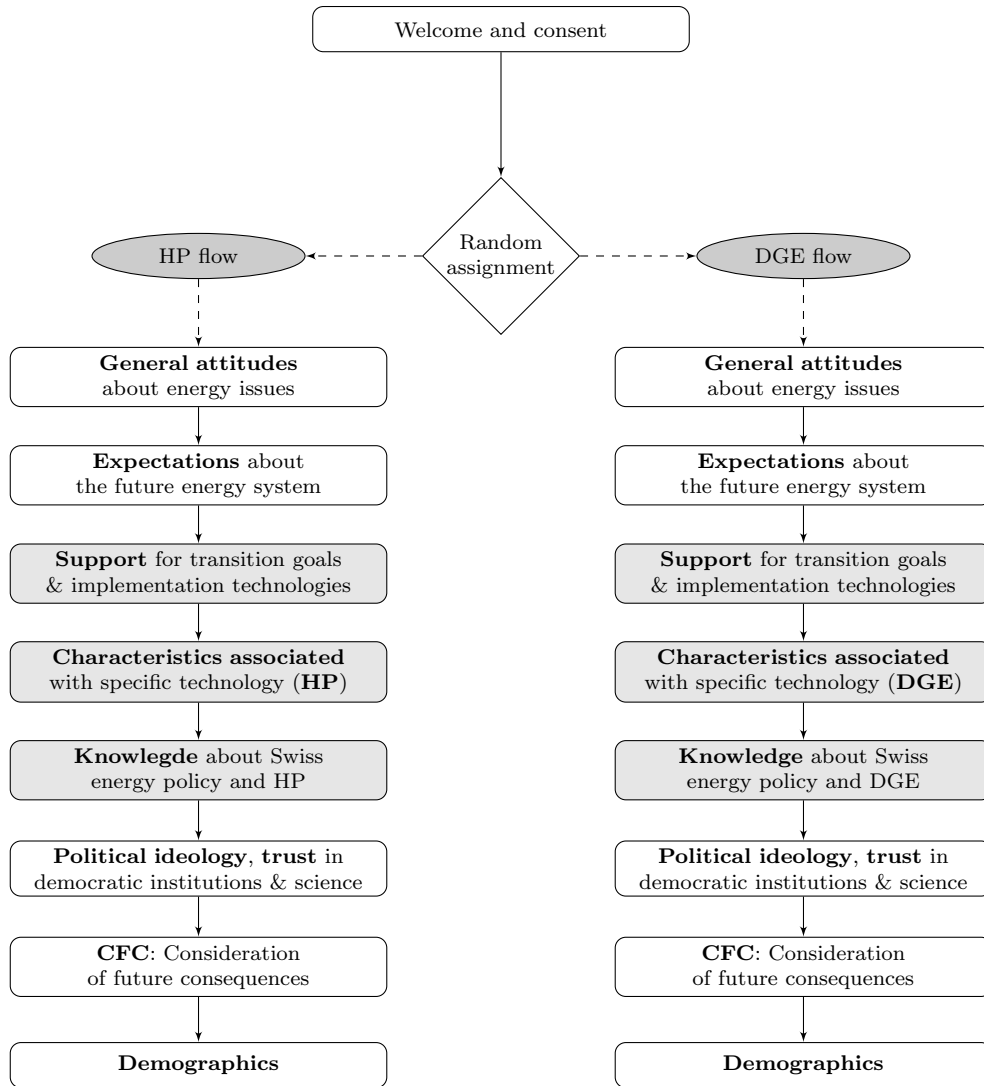 Welcome and consent
Random
assignment
HP flow
DGE flow
General attitudes
about energy issues
Expectations about
the future energy system
Support for transition goals
& implementation technologies
Characteristics associated
with specific technology (HP)
Knowlegde about Swiss
energy policy and HP
Political ideology, trust in
democratic institutions & science
CFC: Consideration
of future consequences
Demographics
General attitudes
about energy issues
Expectations about
the future energy system
Support for transition goals
& implementation technologies
Characteristics associated
with specific technology (DGE)
Knowledge about Swiss
energy policy and DGE
Political ideology, trust in
democratic institutions & science
CFC: Consideration
of future consequences
Demographics